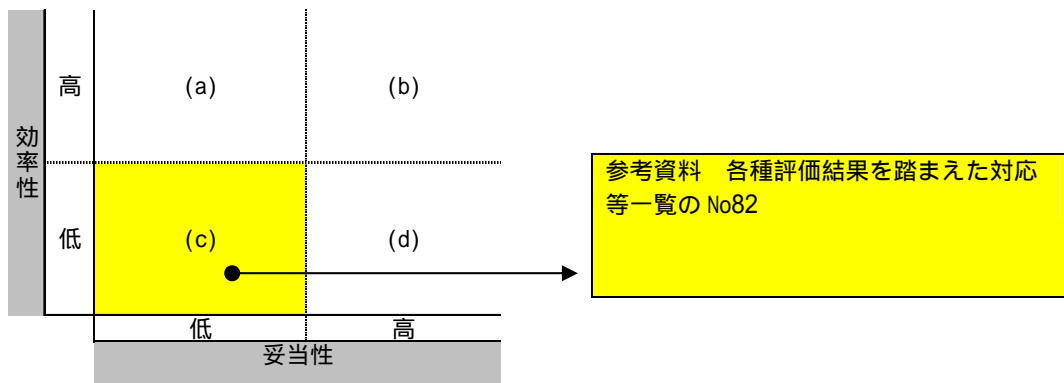 効率性
高
(a)
(b)
低
(c)
(d)
低
高
妥当性
参考資料　各種評価結果を踏まえた対応
等一覧の No82